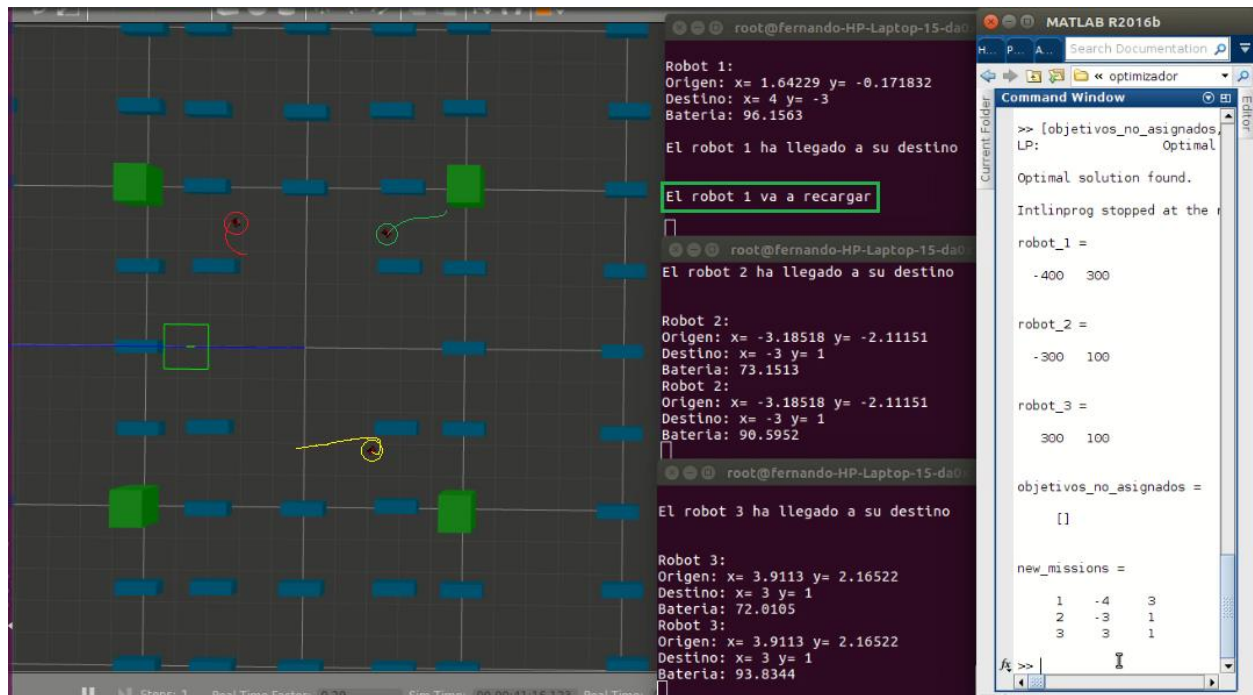 root@fernando-HP-Laptop-15-da0
Robot 1:
Origen: x= 1.64229 y= -0.171832
Destino: x= 4 y= -3
Bateria: 96.1563
El robot 1 ha llegado a su destino
El robot 1 va a recargar
root@fernando-HP-Laptop-15-da0
El robot 2 ha llegado a su destino
Robot 2:
Origen: x= -3.18518 y= -2.11151
Destino: x= -3 y= 1
Bateria: 73.1513
Robot 2:
Origen: x= -3.18518 y= -2.11151
Destino: x= -3 y= 1
Bateria: 90.5952
root@fernando-HP-Laptop-15-da0
El robot 3 ha llegado a su destino
Robot 3:
Origen: x= 3.9113 y= 2.16522
Destino: x= 3 y= 1
Bateria: 72.0105
Robot 3:
Origen: x= 3.9113 y= 2.16522
Destino: x= 3 y= 1
Bateria: 93.8344
MATLAB R2016b
H... P... A... Search Documentation
« optimizador
Current Folder
Command Window
Editor
>> [objetivos_no_asignados,
LP: Optimal
Optimal solution found.
Intlinprog stopped at the
robot_1 =
-400 300
robot_2 =
-300 100
robot_3 =
300 100
objetivos_no_asignados =
[]
new_missions =
1 -4 3
2 -3 1
3 3 1
fx >>
Steps: 1 Real Time Factor:
Sim Time:
Real Time: